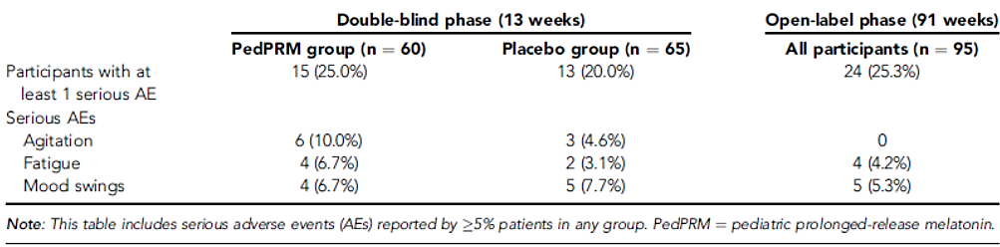 Double-blind phase (13 weeks) Open-label phase (91 weeks)
PedPRM group (n = 60) Placebo group (n = 65) All participants (n = 95)
Participants with at 15 (25.0%) 13 (20.0%) 24 (25.3%)
least 1 serious AE
Serious AEs
Agitation 6 (10.0%) 3 (4.6%) 0
Fatigue 4 (6.7%) 2 (3.1%) 4 (4.2%)
Mood swings 4 (6.7%) 5 (7.7%) 5 (5.3%)
Note: This table includes serious adverse events (AEs) reported by ≥5% patients in any group. PedPRM = pediatric prolonged-release melatonin.